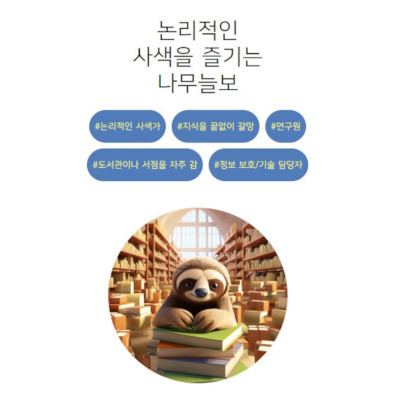 논리적인
사색을 즐기는
나무늘보
#논리적인 사색가 #지식을 끝없이 갈망 #연구원
#도서관이나 서점을 자주 감 #정보 보호/기술 담당자